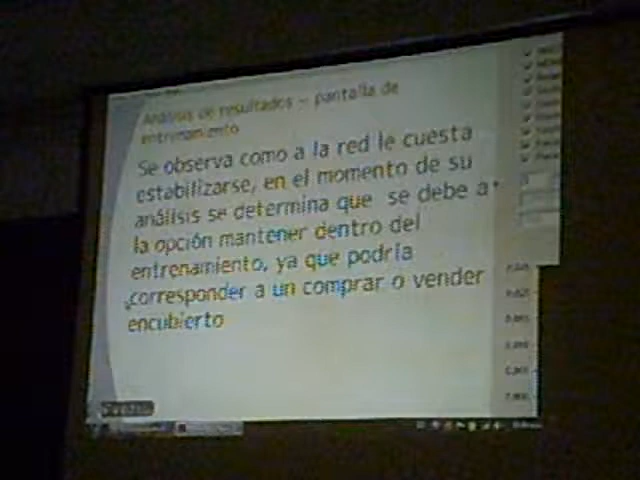 Análisis de resultados – pantalla de
entrenamiento
Se observa como a la red le cuesta
estabilizarse, en el momento de su
análisis se determina que se debe a
la opción mantener dentro del
entrenamiento, ya que podría
corresponder a un comprar o vender
encubierto